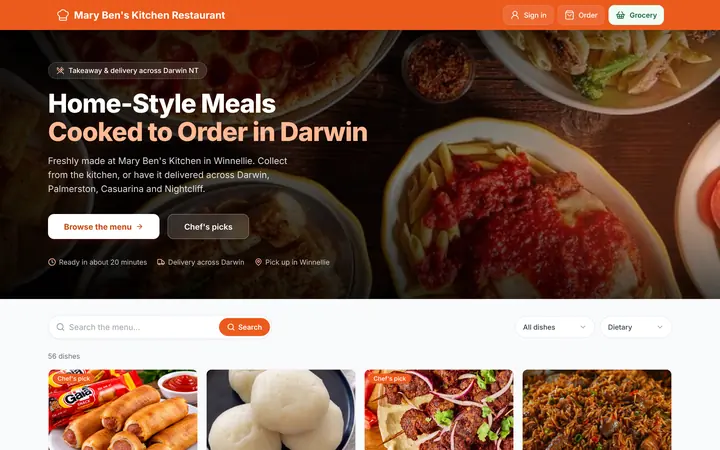 Mary Ben's Kitchen Restaurant
Sign in
Order
Grocery
Takeaway & delivery across Darwin NT
Home-Style Meals
Cooked to Order in Darwin
Freshly made at Mary Ben's Kitchen in Winnellie. Collect
from the kitchen, or have it delivered across Darwin,
Palmerston, Casuarina and Nightcliff.
Browse the menu →
Chef's picks
Ready in about 20 minutes
Delivery across Darwin
Pick up in Winnellie
Search the menu...
Search
All dishes
Dietary
56 dishes
Chef's pick
Gala
Chef's pick